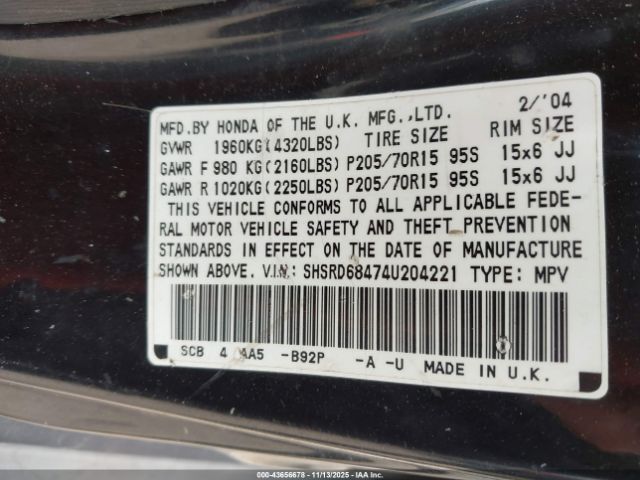 MFD.BY HONDA OF THE U.K. MFG.,LTD. 2/'04
GVWR 1960KG(4320LBS) TIRE SIZE RIM SIZE
GAWR F 980 KG(2160LBS) P205/70R15 95S 15x6 JJ
GAWR R 1020KG(2250LBS) P205/70R15 95S 15x6 JJ
THIS VEHICLE CONFORMS TO ALL APPLICABLE FEDE-
RAL MOTOR VEHICLE SAFETY AND THEFT PREVENTION
STANDARDS IN EFFECT ON THE DATE OF MANUFACTURE
SHOWN ABOVE. V.I.N.: SHSRD68474U204221 TYPE: MPV
SCB 4 AA5 -B92P -A -U MADE IN U.K.
000-43656678 - 11/13/2025 - IAAI.COM